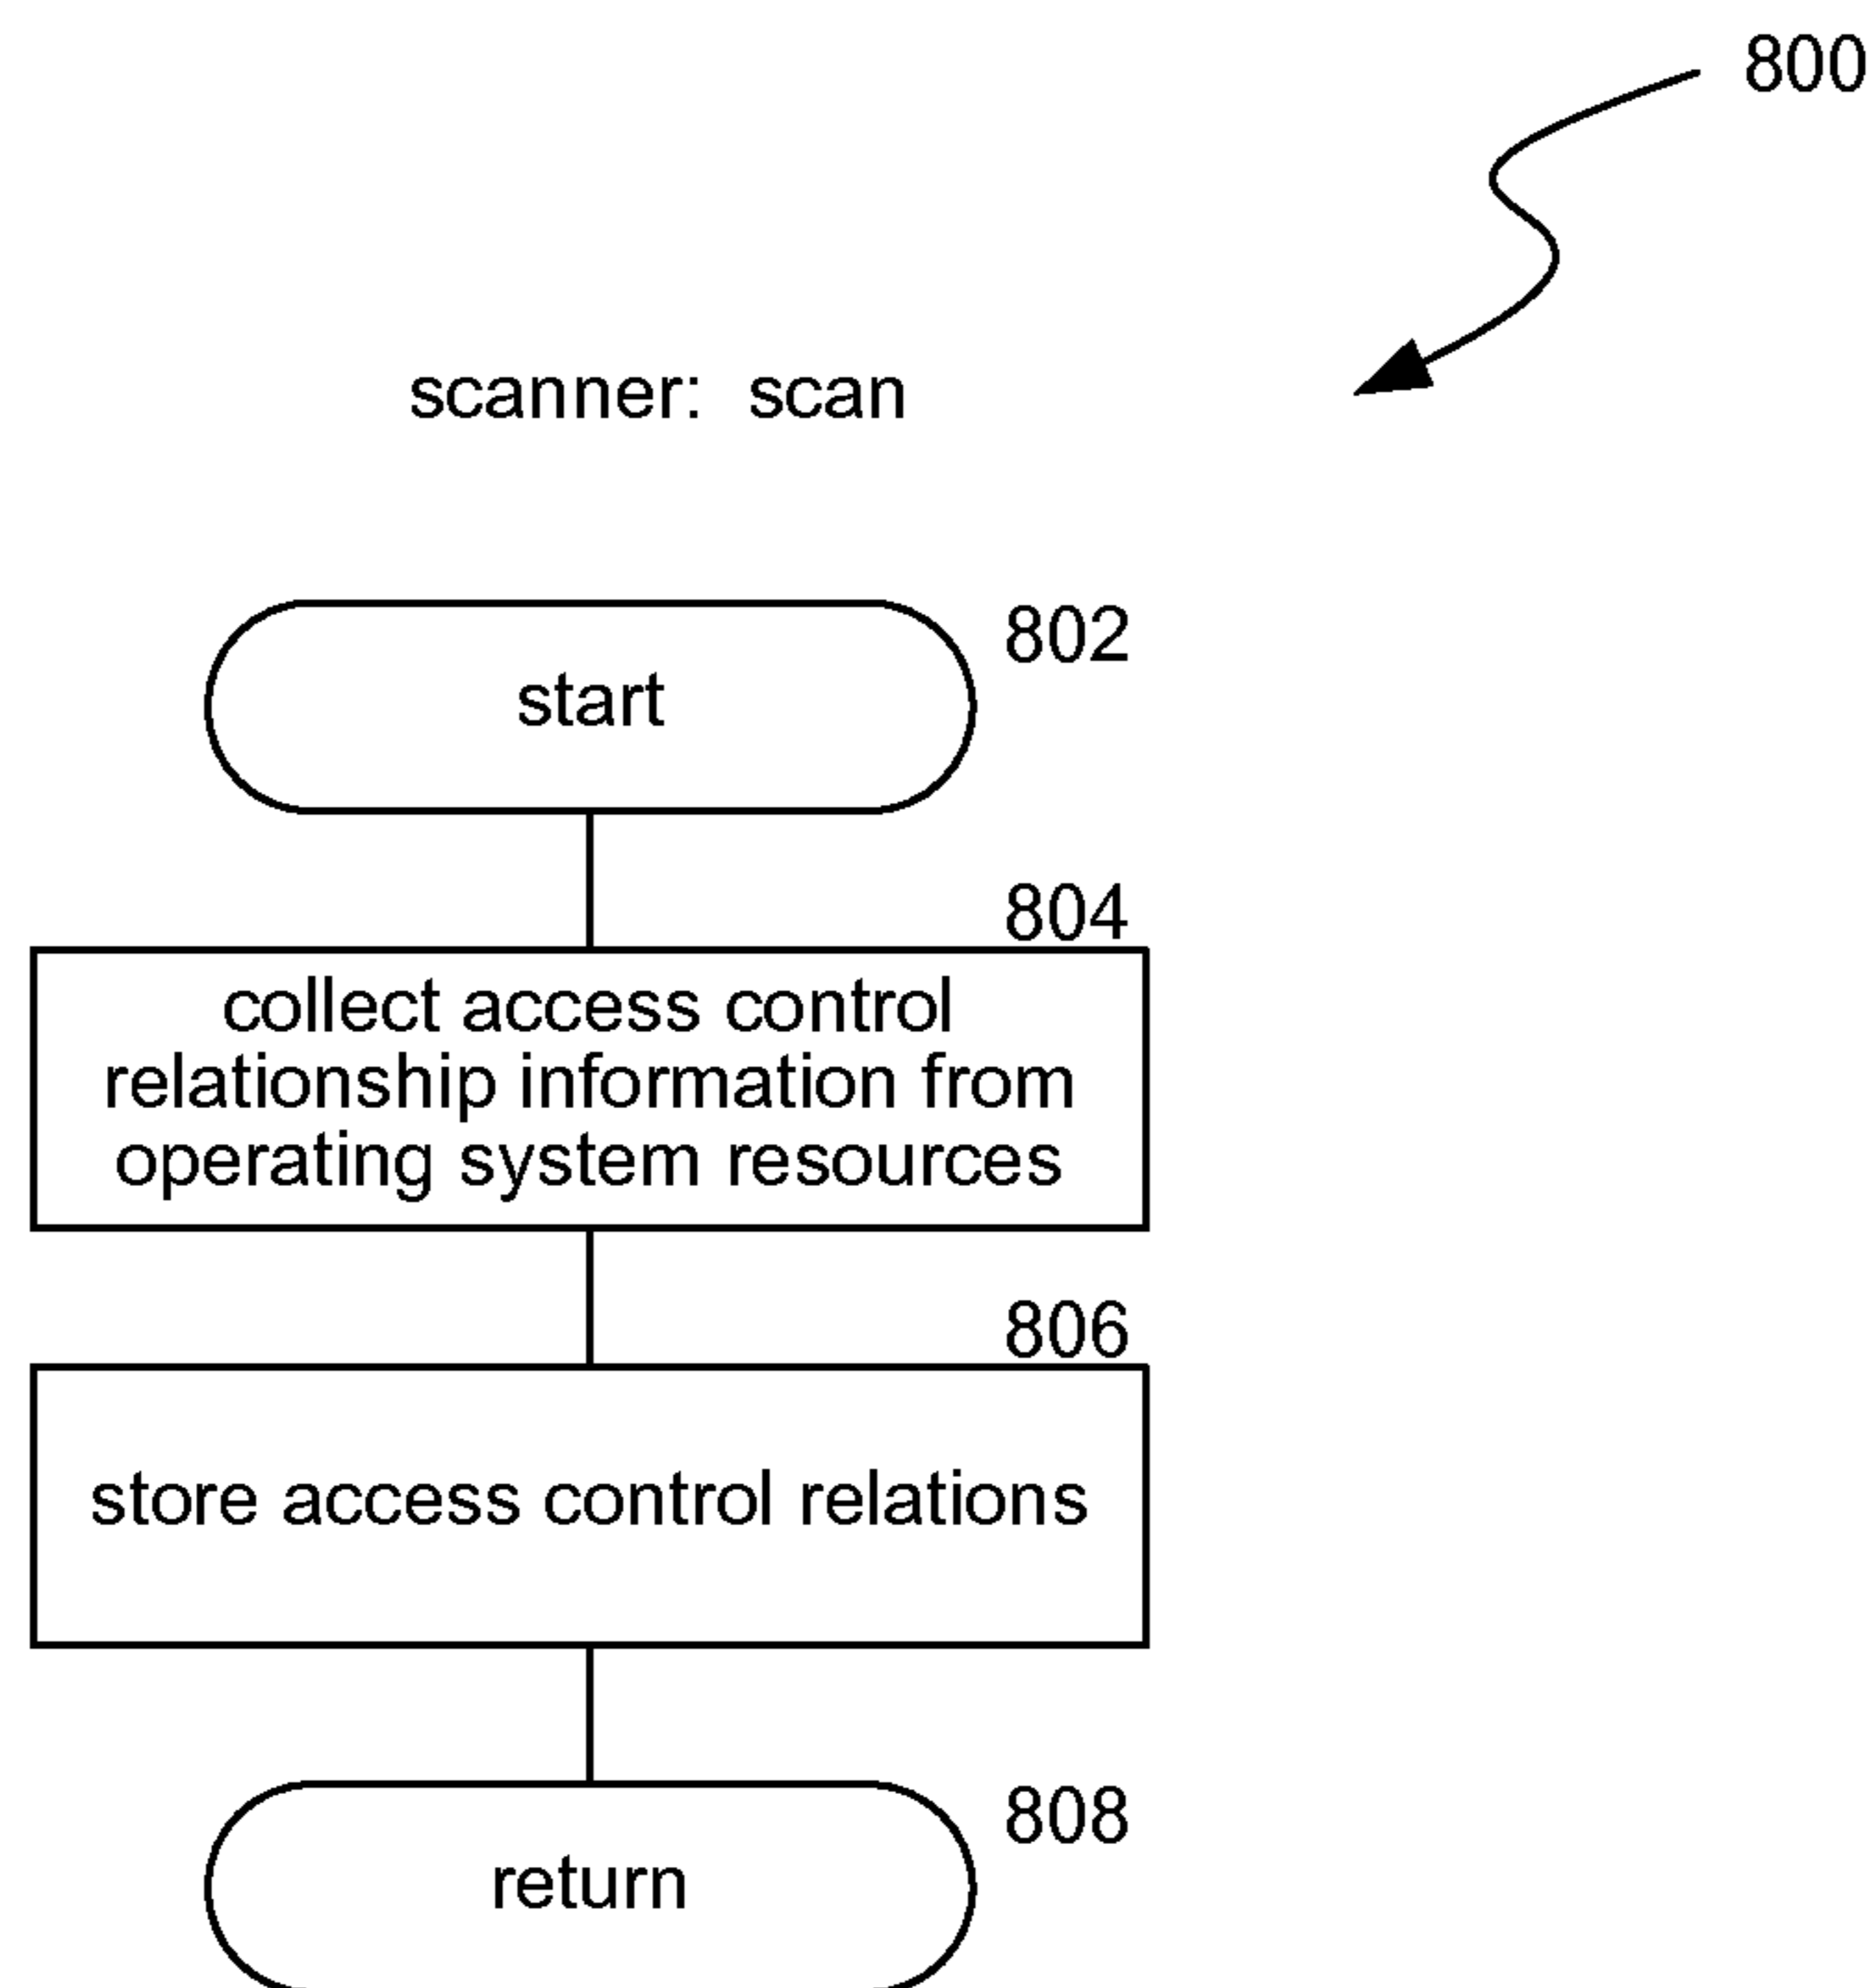 800
scanner: scan
802
start
804
collect access control
relationship information from
operating system resources
806
store access control relations
808
return